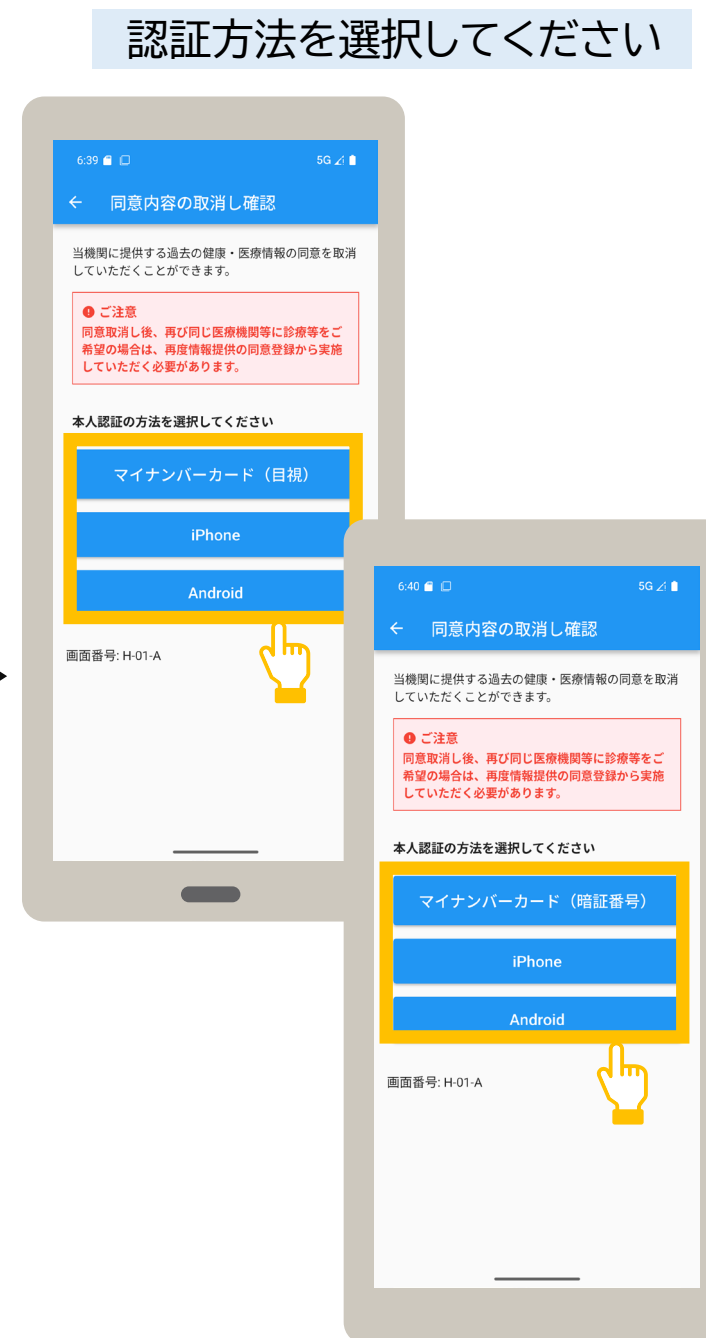 認証方法を選択してください
6:39
5G
同意内容の取消し確認
当機関に提供する過去の健康・医療情報の同意を取消
していただくことができます。
ご注意
同意取消し後、再び同じ医療機関等に診療等をご
希望の場合は、再度情報提供の同意登録から実施
していただく必要があります。
本人認証の方法を選択してください
マイナンバーカード（目視）
iPhone
Android
画面番号: H-01-A
6:40
5G
同意内容の取消し確認
当機関に提供する過去の健康・医療情報の同意を取消
していただくことができます。
ご注意
同意取消し後、再び同じ医療機関等に診療等をご
希望の場合は、再度情報提供の同意登録から実施
していただく必要があります。
本人認証の方法を選択してください
マイナンバーカード（暗証番号）
iPhone
Android
画面番号: H-01-A